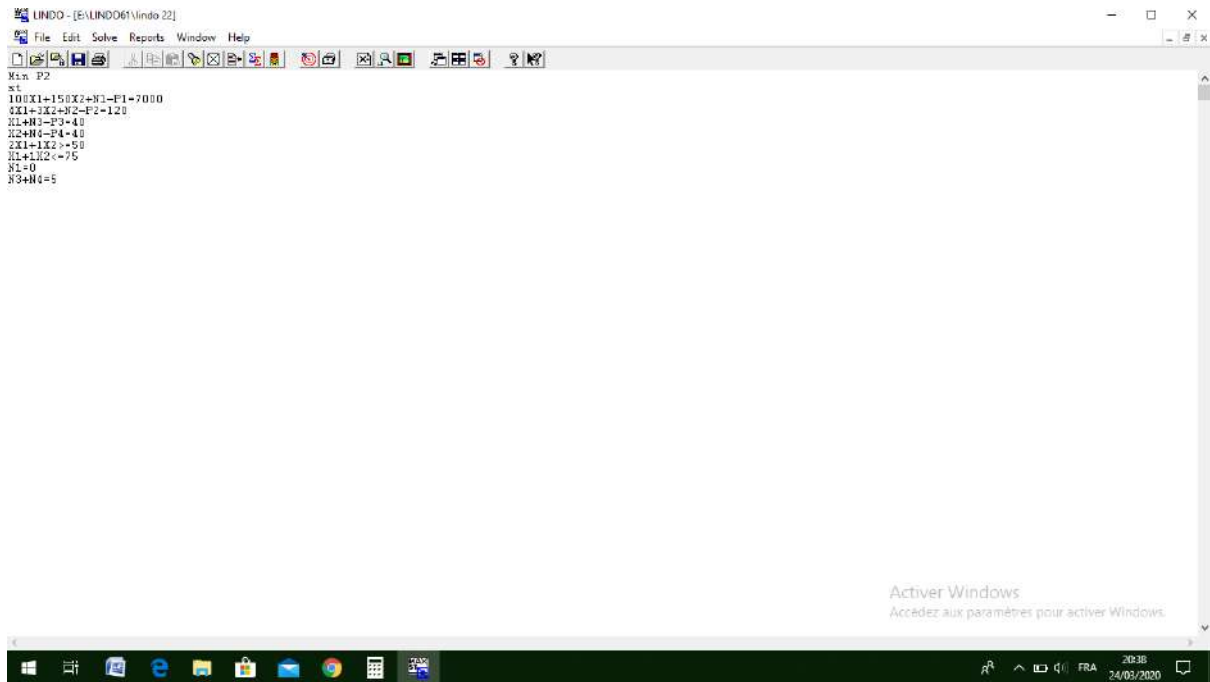 LINDO - [E:\LINDO61\lindo 22]
File Edit Solve Reports Window Help
Min P2
st
100X1+150X2+N1-P1=7000
4X1+3X2+N2-P2=120
X1+N3-P3=40
X2+N4-P4=40
2X1+1X2>=50
X1+1X2<=75
N1=0
N3+N4=5
Activer Windows
Accédez aux paramètres pour activer Windows.
FRA
20:38
24/03/2020